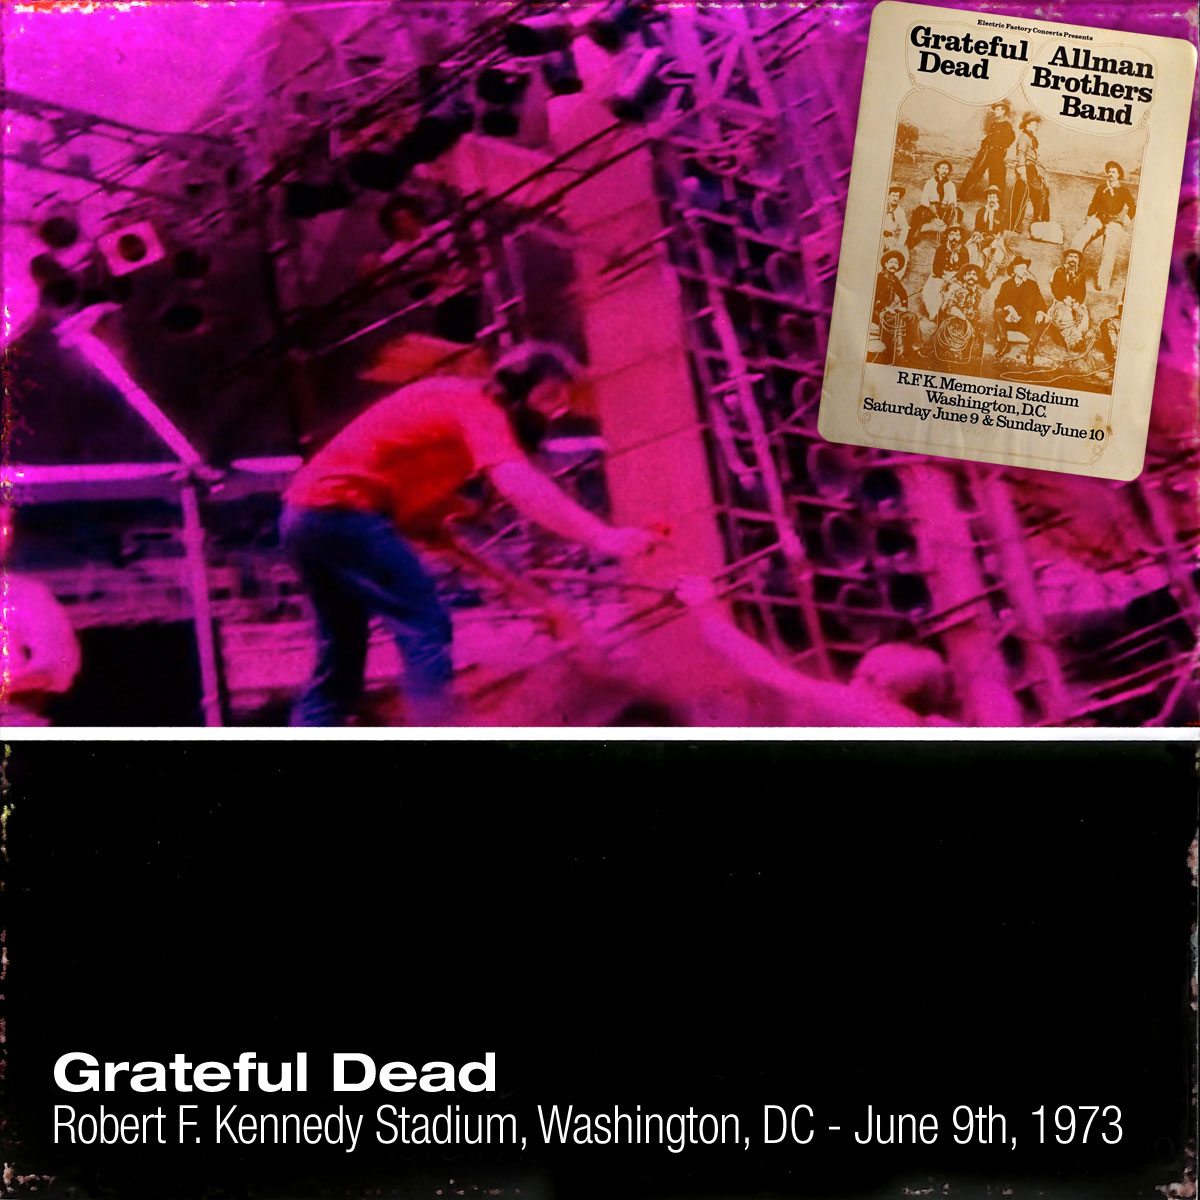 Electric Factory Concerts Presents
Grateful Dead
Allman Brothers Band
R.F.K. Memorial Stadium
Washington, D.C.
Saturday June 9 & Sunday June 10
Grateful Dead
Robert F. Kennedy Stadium, Washington, DC - June 9th, 1973